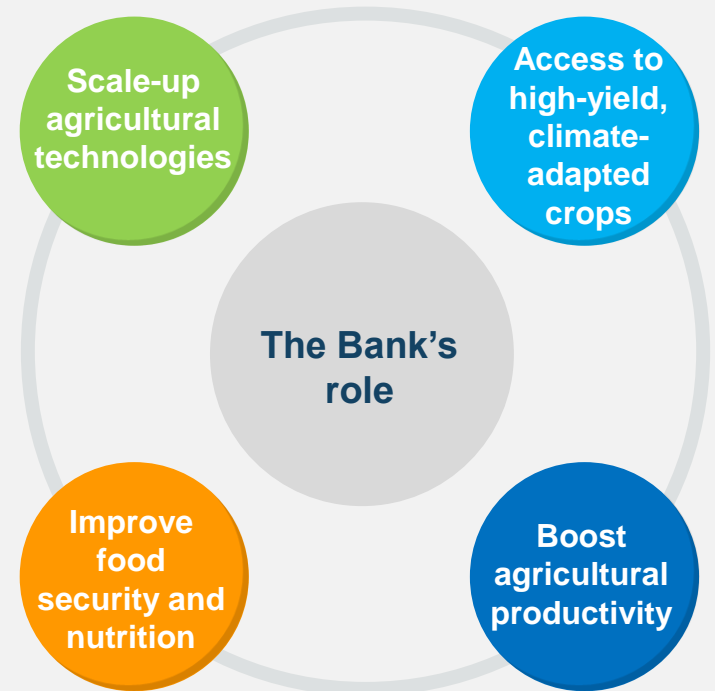 Scale-up
agricultural
technologies
Access to
high-yield,
climate-
adapted
crops
The Bank’s
role
Improve
food
security and
nutrition
Boost
agricultural
productivity